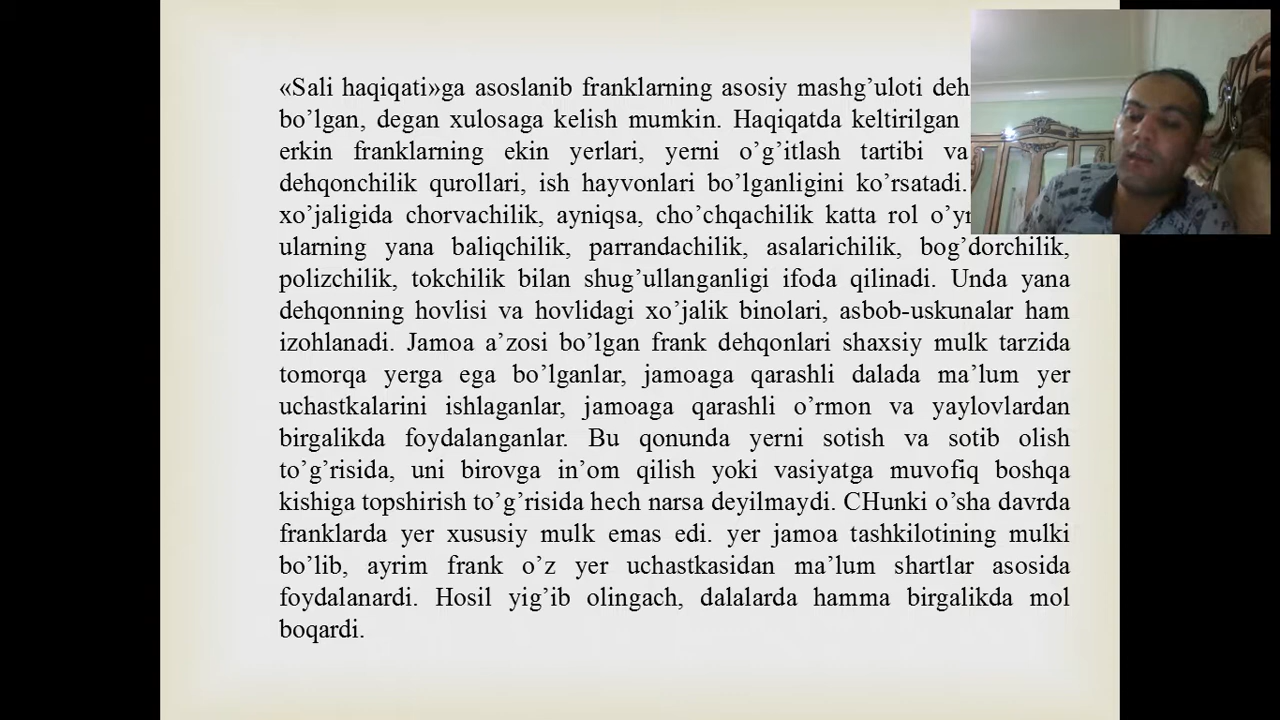 «Sali haqiqati»ga asoslanib franklarning asosiy mashg’uloti
bo’lgan, degan xulosaga kelish mumkin. Haqiqatda keltirilgan
erkin franklarning ekin yerlari, yerni o’g’itlash tartibi va
dehqonchilik qurollari, ish hayvonlari bo’lganligini ko’rsatadi.
xo’jaligida chorvachilik, ayniqsa, cho’chqachilik katta rol
ularning yana baliqchilik, parrandachilik, asalarichilik, bog’dorchilik,
polizchilik, tokchilik bilan shug’ullanganligi ifoda qilinadi. Unda yana
dehqonning hovlisi va hovlidagi xo’jalik binolari, asbob-uskunalar ham
izohlanadi. Jamoa a’zosi bo’lgan frank dehqonlari shaxsiy mulk tarzida
tomorqa yerga ega bo’lganlar, jamoaga qarashli dalada ma’lum yer
uchastkalarini ishlaganlar, jamoaga qarashli o’rmon va yaylovlardan
birgalikda foydalanganlar. Bu qonunda yerni sotish va sotib olish
to’g’risida, uni birovga in’om qilish yoki vasiyatga muvofiq boshqa
kishiga topshirish to’g’risida hech narsa deyilmaydi. CHunki o’sha davrda
franklarda yer xususiy mulk emas edi. yer jamoa tashkilotining mulki
bo’lib, ayrim frank o’z yer uchastkasidan ma’lum shartlar asosida
foydalanardi. Hosil yig’ib olingach, dalalarda hamma birgalikda mol
boqardi.